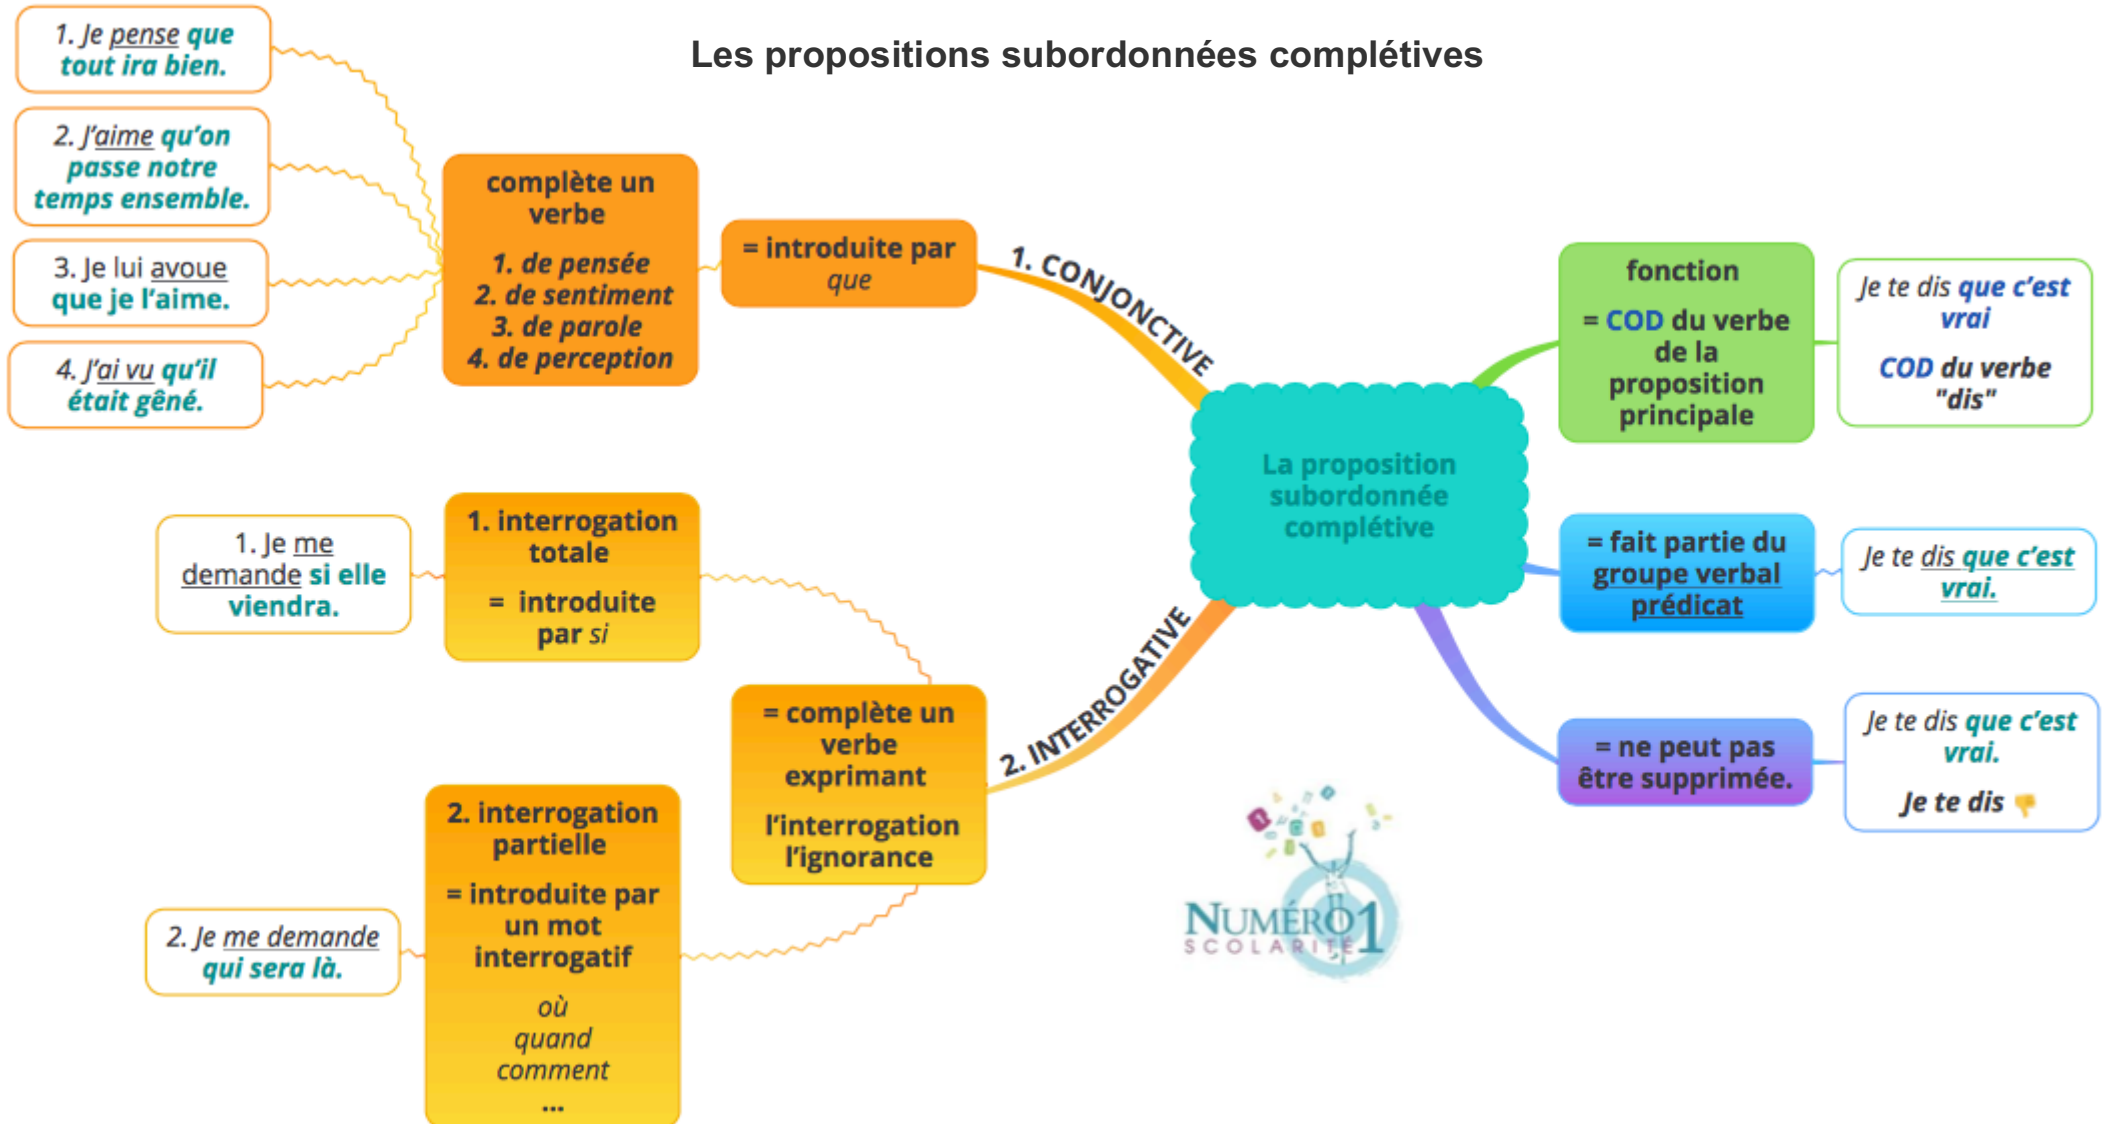 Les propositions subordonnées complétives
1. Je pense que
tout ira bien.
2. J'aime qu'on
passe notre
temps ensemble.
3. Je lui avoue
que je l'aime.
4. J'ai vu qu'il
était gêné.
complète un
verbe
1. de pensée
2. de sentiment
3. de parole
4. de perception
= introduite par
que
1. CONJONCTIVE
1. Je me
demande si elle
viendra.
1. interrogation
totale
= introduite
par si
2. Je me demande
qui sera là.
2. interrogation
partielle
= introduite par
un mot
interrogatif
où
quand
comment
...
= complète un
verbe
exprimant
l'interrogation
l'ignorance
2. INTERROGATIVE
La proposition
subordonnée
complétive
fonction
= COD du verbe
de la
proposition
principale
Je te dis que c'est
vrai
COD du verbe
"dis"
= fait partie du
groupe verbal
prédicat
Je te dis que c'est
vrai.
= ne peut pas
être supprimée.
Je te dis que c'est
vrai.
Je te dis 👎
NUMÉRO1
SCOLARITÉ